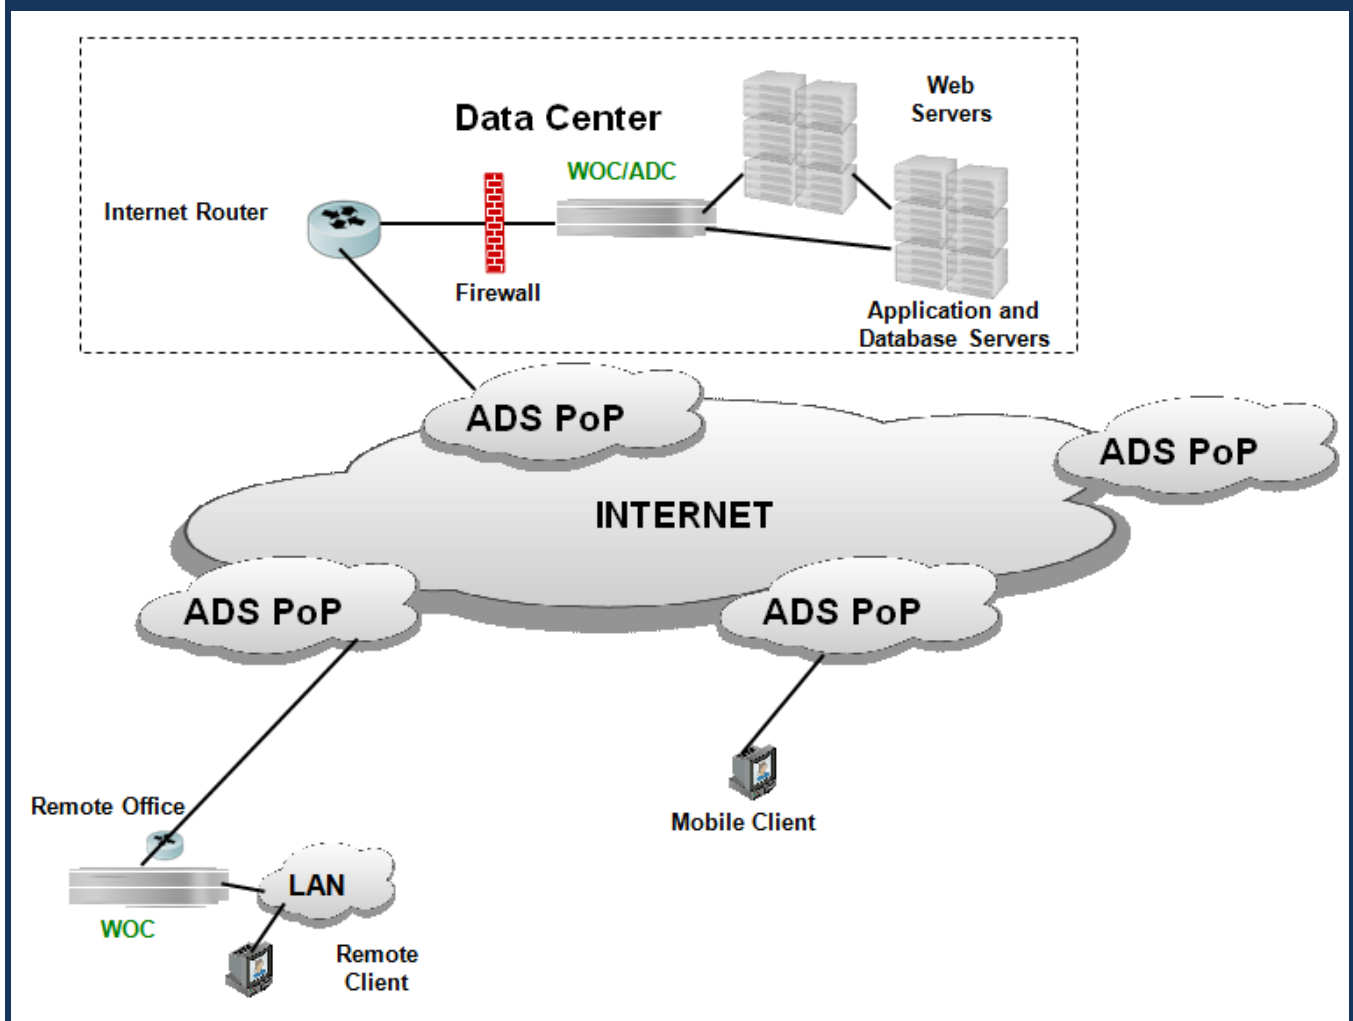 Web
Servers
Data Center
WOC/ADC
Internet Router
Firewall
Application and
Database Servers
ADS PoP
ADS PoP
INTERNET
ADS PoP
ADS PoP
Remote Office
Mobile Client
LAN
WOC
Remote
Client